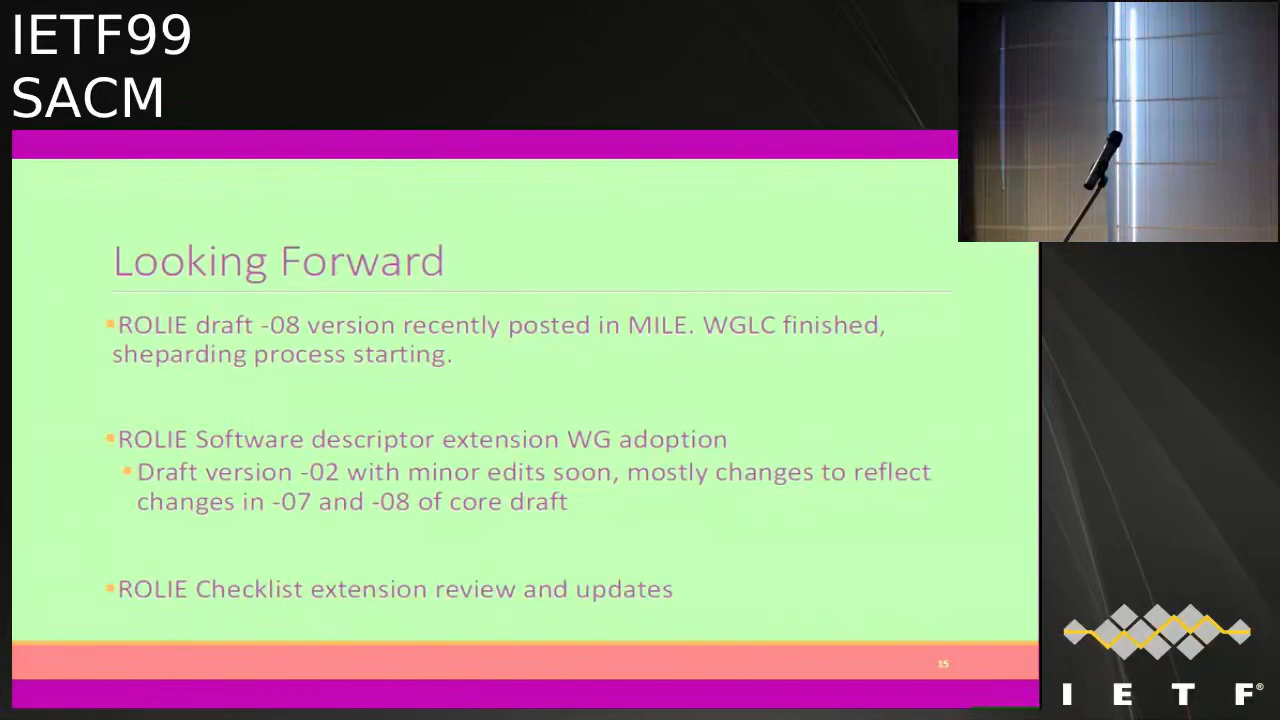 IETF99
SACM
Looking Forward
ROLIE draft -08 version recently posted in MILE. WGLC finished,
sheparding process starting.
ROLIE Software descriptor extension WG adoption
Draft version -02 with minor edits soon, mostly changes to reflect
changes in -07 and -08 of core draft
ROLIE Checklist extension review and updates
15
I E T F®